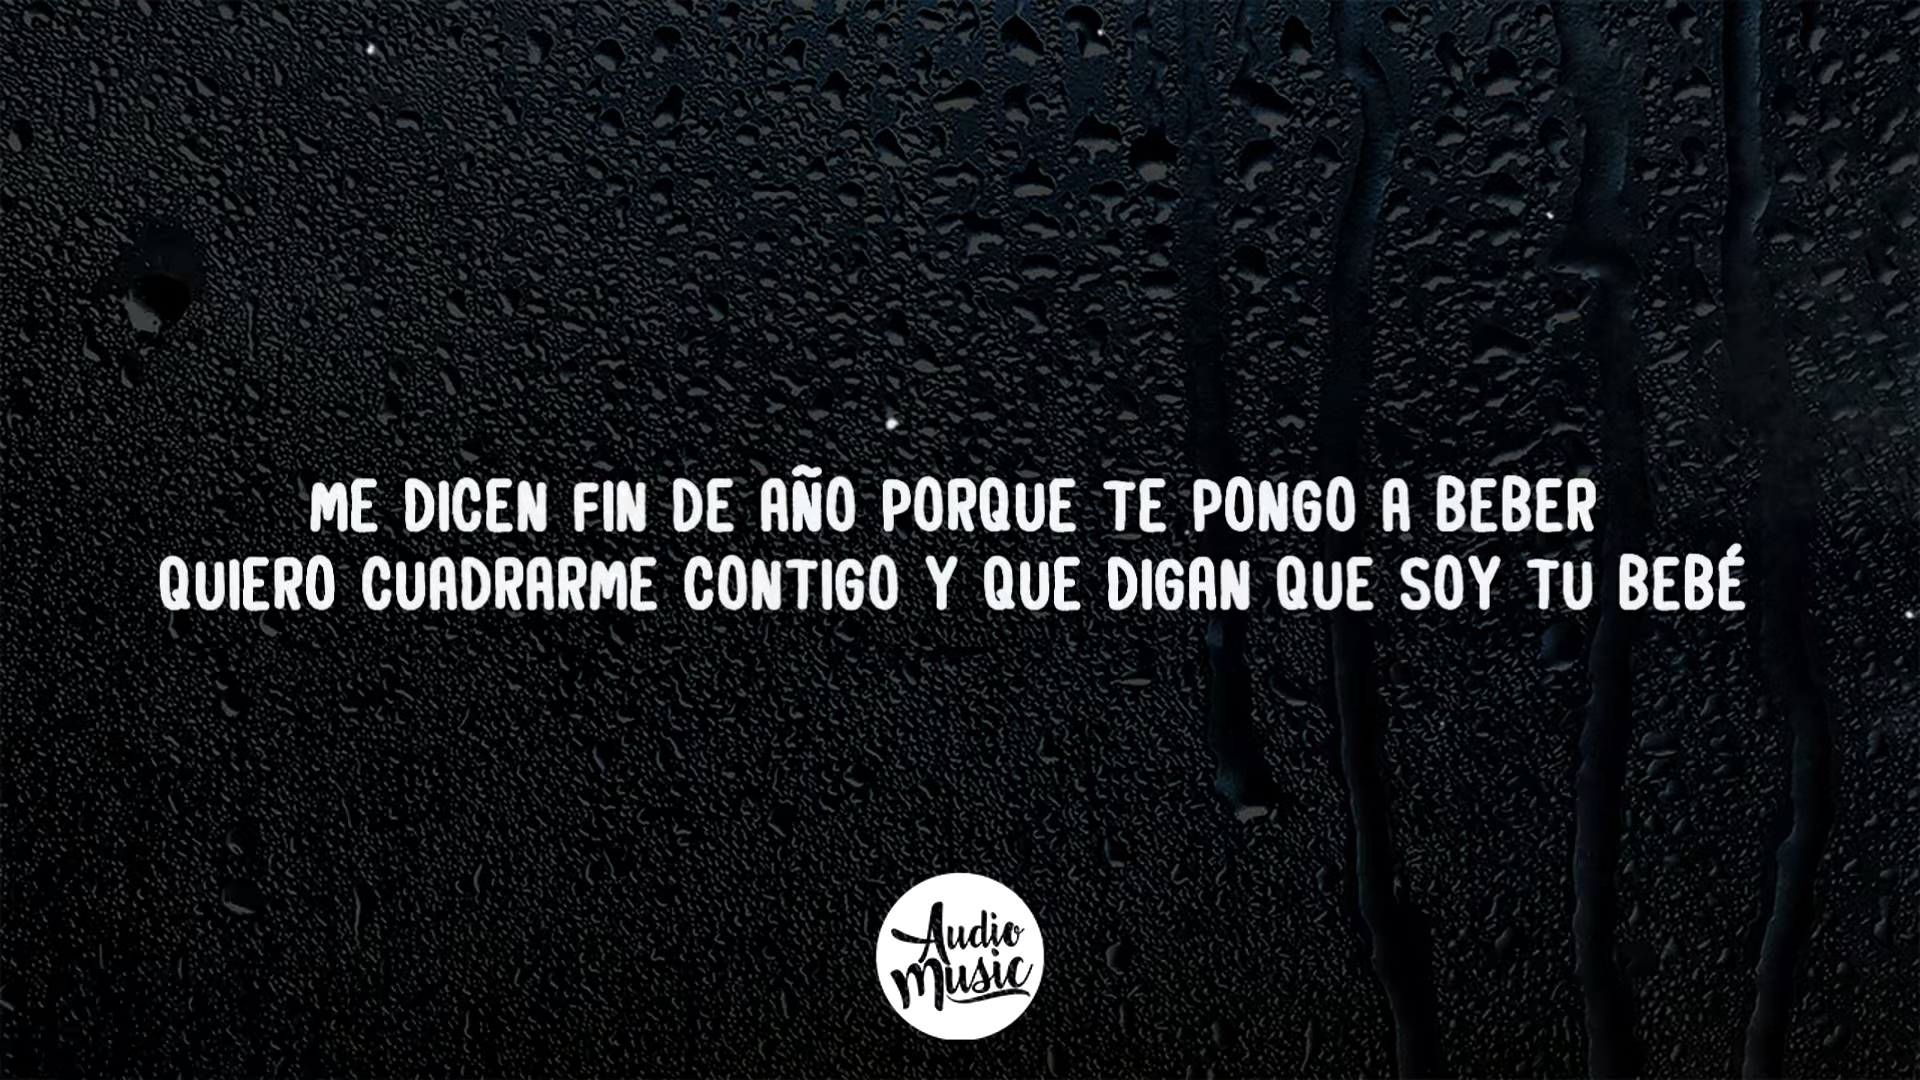 ME DICEN FIN DE AÑO PORQUE TE PONGO A BEBER
QUIERO CUADRARME CONTIGO Y QUE DIGAN QUE SOY TU BEBÉ
Audio
Music